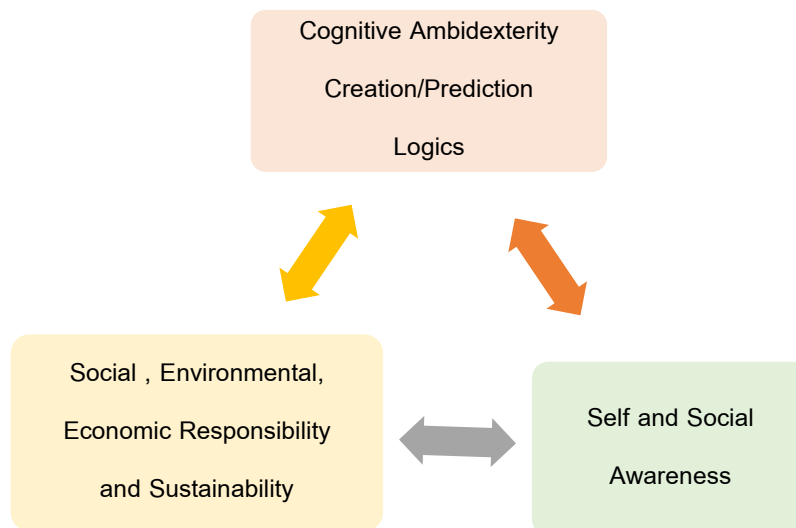 Cognitive Ambidexterity
Creation/Prediction
Logics
Social , Environmental,
Economic Responsibility
and Sustainability
Self and Social
Awareness